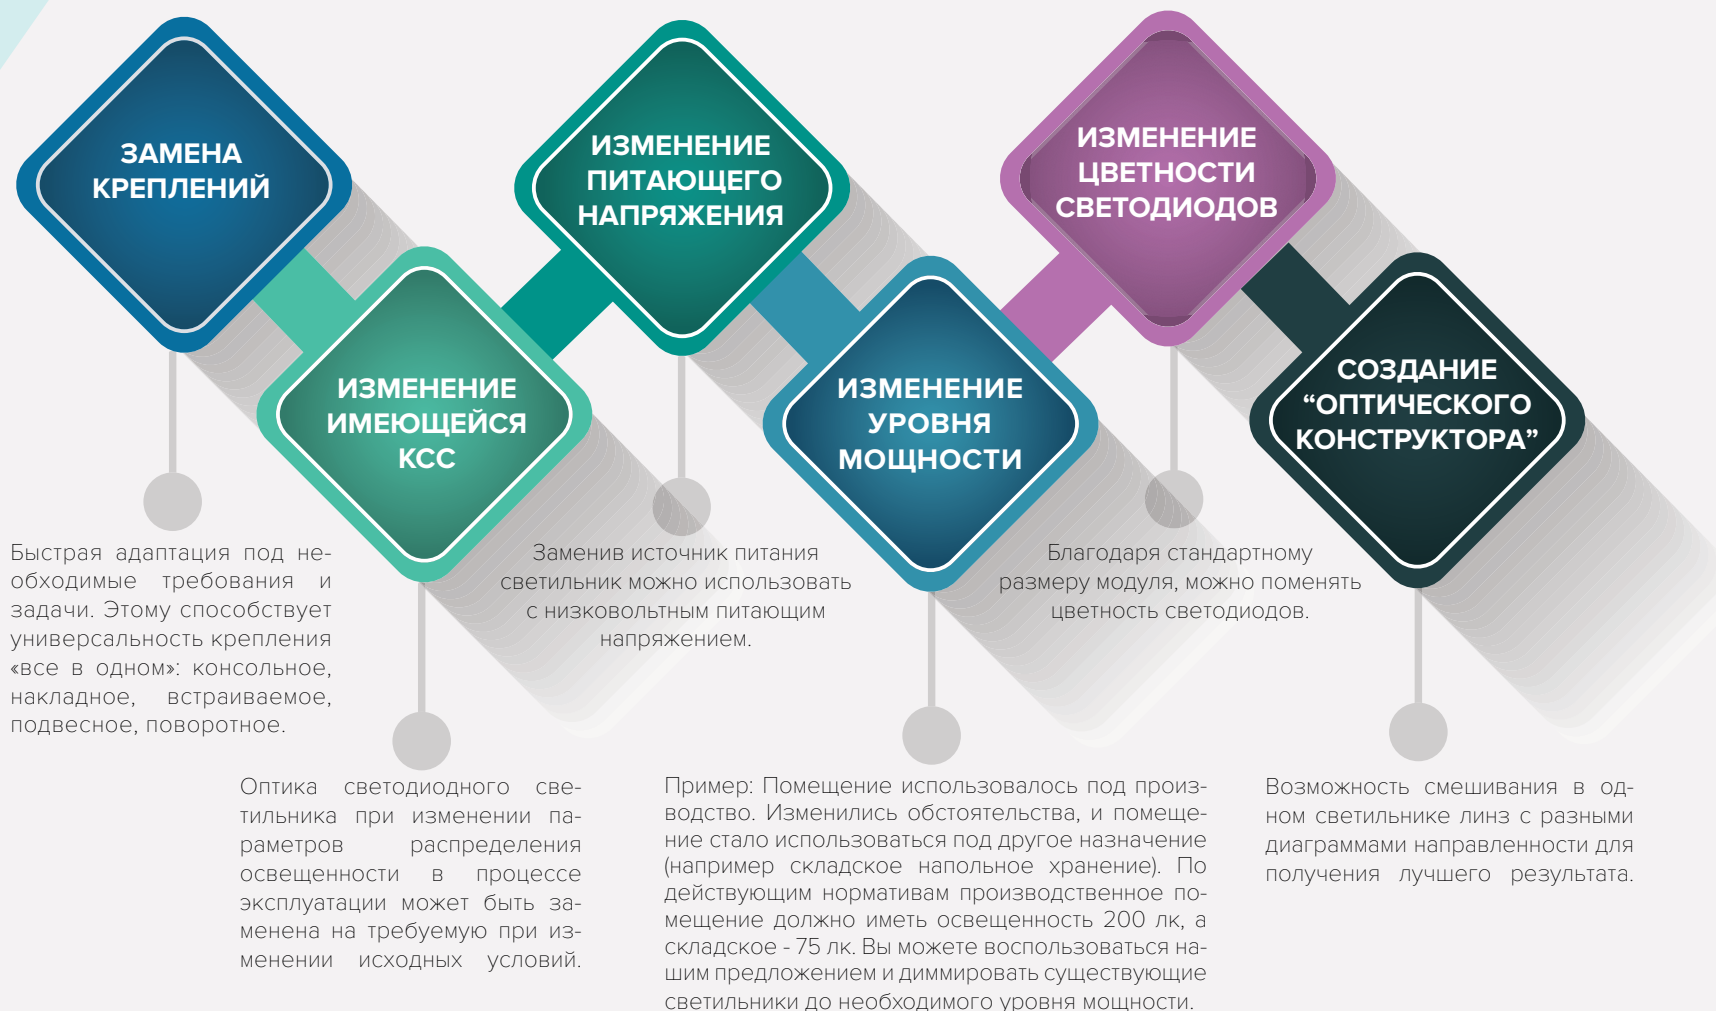 ЗАМЕНА
КРЕПЛЕНИЙ
Быстрая адаптация под не-
обходимые требования и
задачи. Этому способствует
универсальность крепления
«все в одном»: консольное,
накладное, встраиваемое,
подвесное, поворотное.
ИЗМЕНЕНИЕ
ИМЕЮЩЕЙСЯ
КСС
Оптика светодиодного све-
тильника при изменении па-
раметров распределения
освещенности в процессе
эксплуатации может быть за-
менена на требуемую при из-
менении исходных условий.
ИЗМЕНЕНИЕ
ПИТАЮЩЕГО
НАПРЯЖЕНИЯ
Заменив источник питания
светильник можно использовать
с низковольтным питающим
напряжением.
ИЗМЕНЕНИЕ
УРОВНЯ
МОЩНОСТИ
Пример: Помещение использовалось под произ-
водство. Изменились обстоятельства, и помеще-
ние стало использоваться под другое назначение
(например складское напольное хранение). По
действующим нормативам производственное по-
мещение должно иметь освещенность 200 лк, а
складское - 75 лк. Вы можете воспользоваться на-
шим предложением и диммировать существующие
светильники до необходимого уровня мощности.
ИЗМЕНЕНИЕ
ЦВЕТНОСТИ
СВЕТОДИОДОВ
Благодаря стандартному
размеру модуля, можно поменять
цветность светодиодов.
СОЗДАНИЕ
“ОПТИЧЕСКОГО
КОНСТРУКТОРА”
Возможность смешивания в од-
ном светильнике линз с разными
диаграммами направленности для
получения лучшего результата.